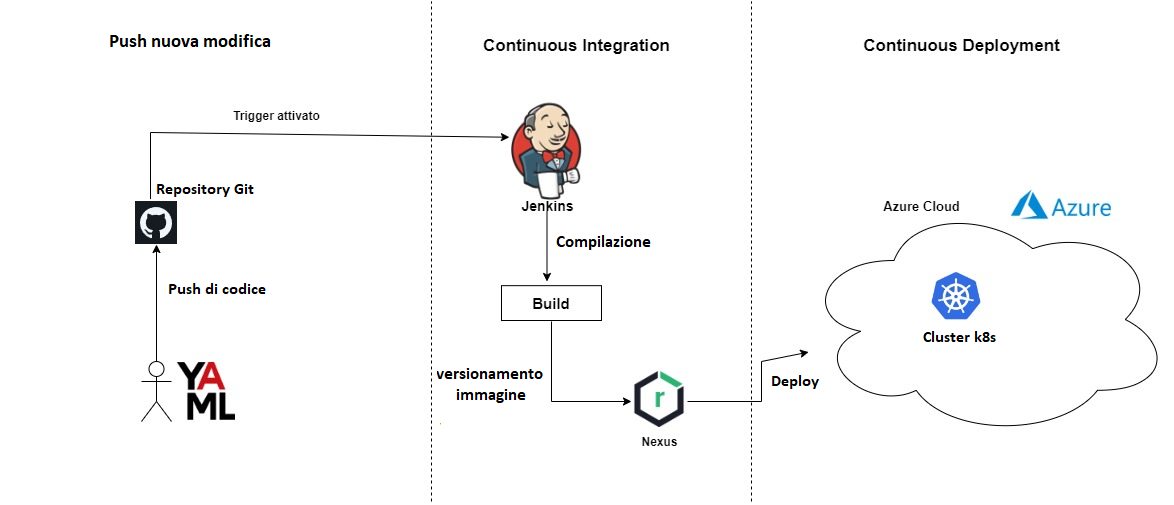 Push nuova modifica
Continuous Integration
Continuous Deployment
Trigger attivato
Repository Git
Jenkins
Azure Cloud
Azure
Compilazione
Push di codice
Build
Cluster k8s
YA
ML
versionamento
immagine
r
Deploy
Nexus